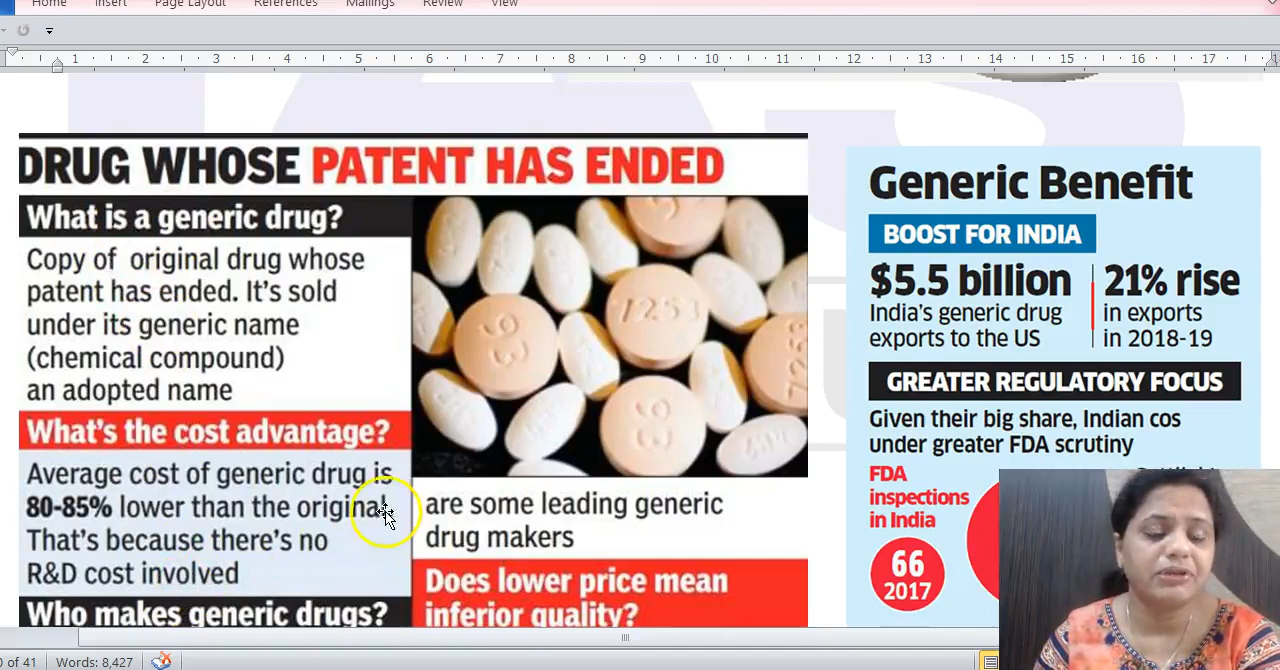 Home Insert Page Layout References Mailings Review View
1 2 3 4 5 6 7 8 9 10 11 12 13 14 15 16 17
DRUG WHOSE PATENT HAS ENDED
What is a generic drug?
Copy of original drug whose
patent has ended. It's sold
under its generic name
(chemical compound)
an adopted name
What's the cost advantage?
Average cost of generic drug is
80-85% lower than the original
That's because there's no
R&D cost involved
Who makes generic drugs?
93
7253
93
are some leading generic
drug makers
Does lower price mean
inferior quality?
Generic Benefit
BOOST FOR INDIA
$5.5 billion
India's generic drug
exports to the US
21% rise
in exports
in 2018-19
GREATER REGULATORY FOCUS
Given their big share, Indian cos
under greater FDA scrutiny
FDA
inspections
in India
66
2017
of 41 Words: 8,427